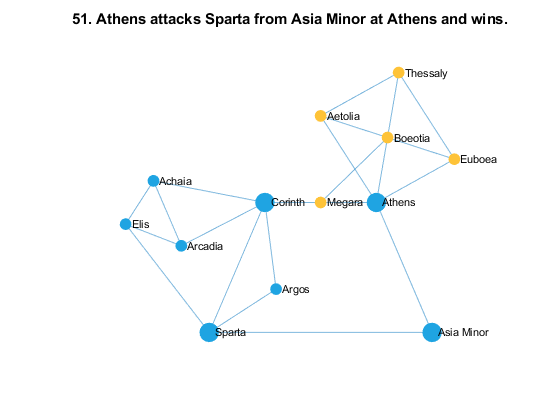 51. Athens attacks Sparta from Asia Minor at Athens and wins.
Thessaly
Aetolia
Boeotia
Euboea
Achaia
Corinth
Megara
Athens
Elis
Arcadia
Argos
Sparta
Asia Minor